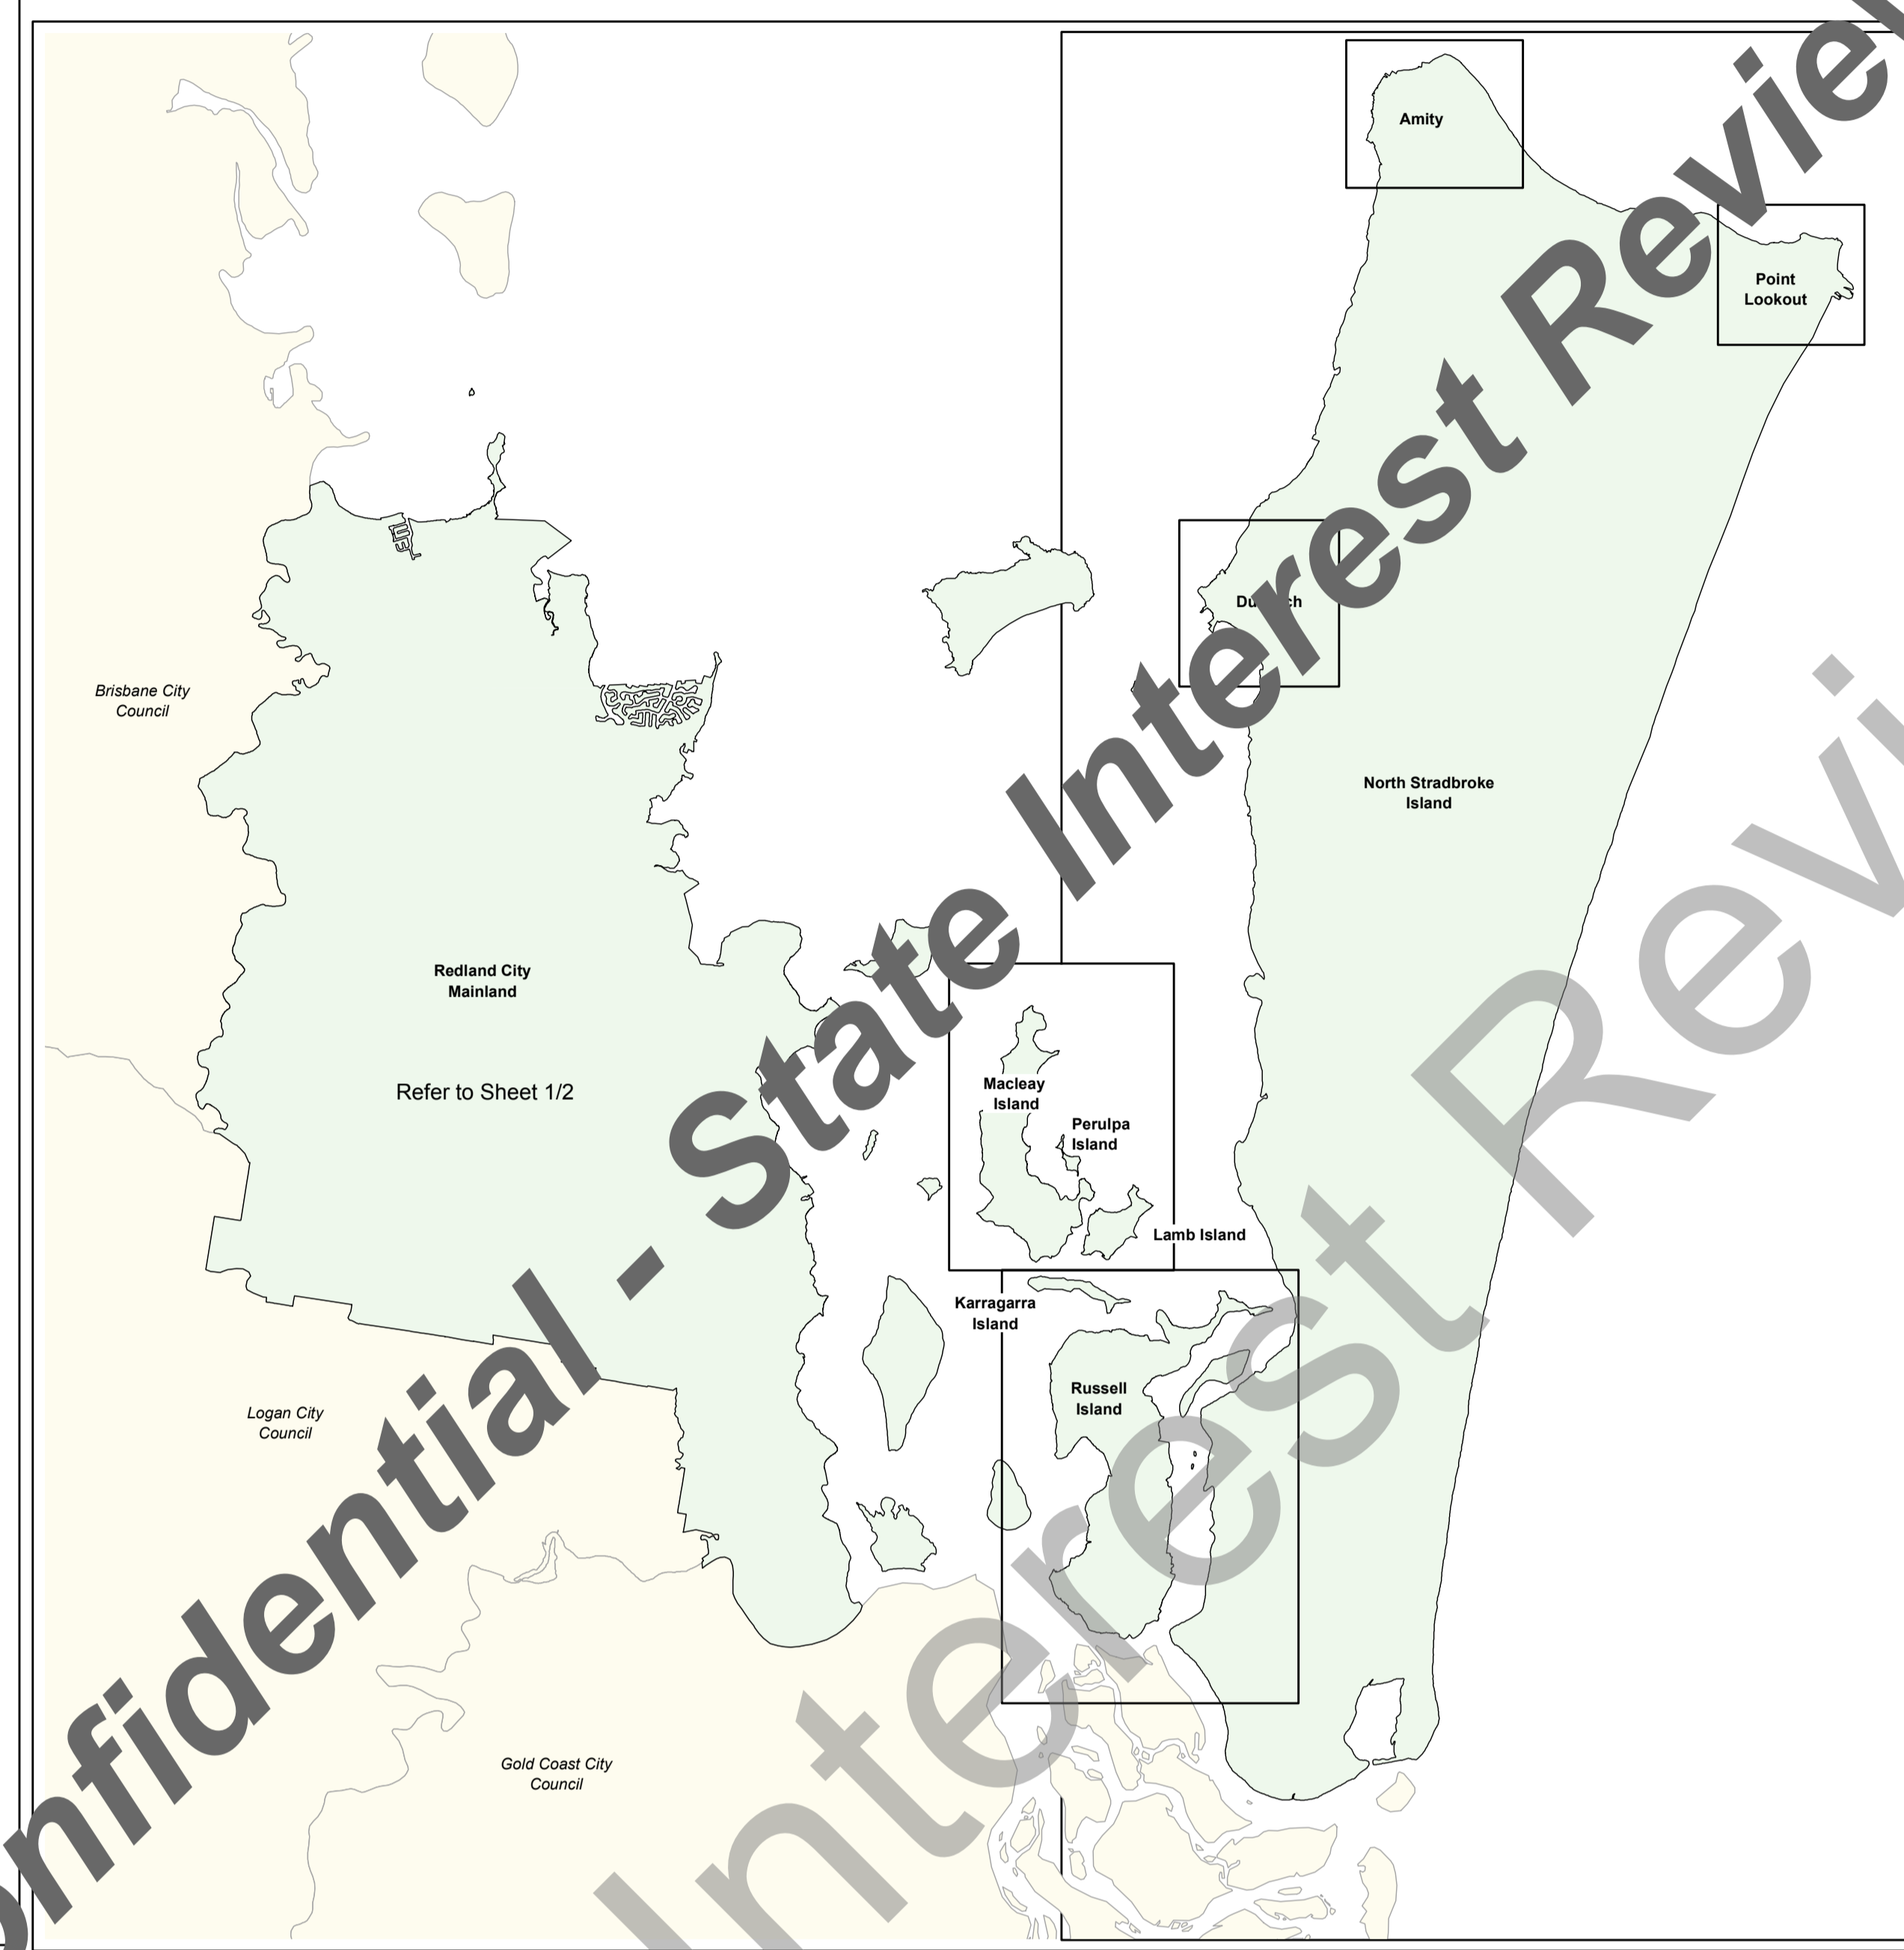 Amity
Point
Lookout
North Stradbroke
Island
Brisbane City
Council
Redland City
Mainland
Refer to Sheet 1/2
Macleay
Island
Perulpa
Island
Lamb Island
Karragarra
Island
Russell
Island
Logan City
Council
Gold Coast City
Council
nfidential - State Interest Review
Interest Revi